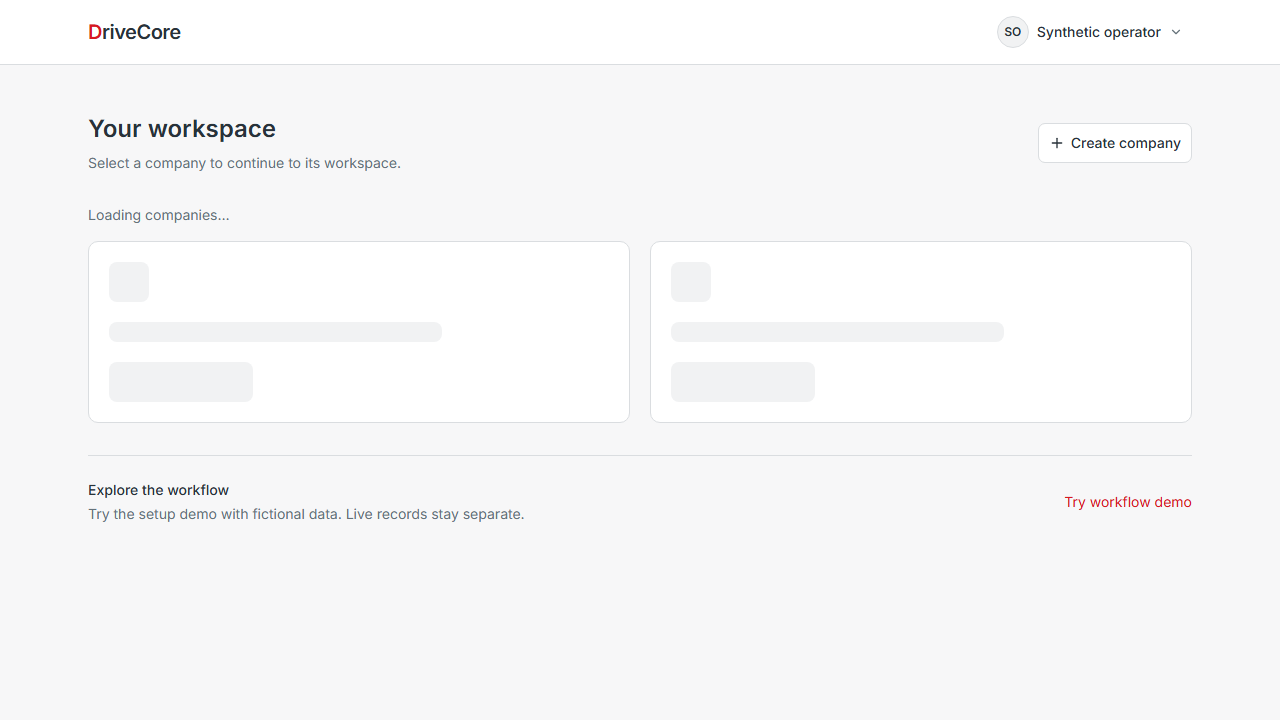 DriveCore
SO Synthetic operator
Your workspace
Select a company to continue to its workspace.
Create company
Loading companies...
Explore the workflow
Try the setup demo with fictional data. Live records stay separate.
Try workflow demo